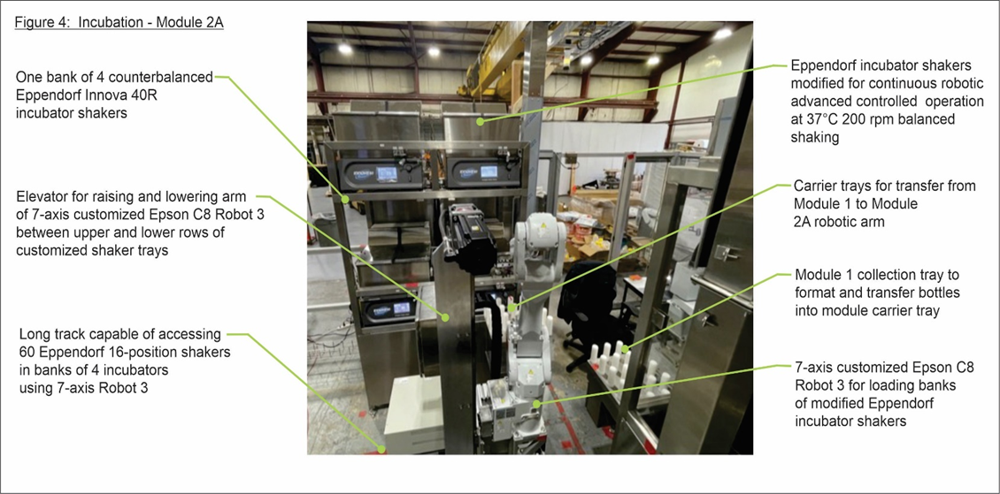 Figure 4: Incubation - Module 2A
One bank of 4 counterbalanced
Eppendorf Innova 40R
incubator shakers
Elevator for raising and lowering arm
of 7-axis customized Epson C8 Robot 3
between upper and lower rows of
customized shaker trays
Long track capable of accessing
60 Eppendorf 16-position shakers
in banks of 4 incubators
using 7-axis Robot 3
Eppendorf incubator shakers
modified for continuous robotic
advanced controlled operation
at 37°C 200 rpm balanced
shaking
Carrier trays for transfer from
Module 1 to Module
2A robotic arm
Module 1 collection tray to
format and transfer bottles
into module carrier tray
7-axis customized Epson C8
Robot 3 for loading banks
of modified Eppendorf
incubator shakers